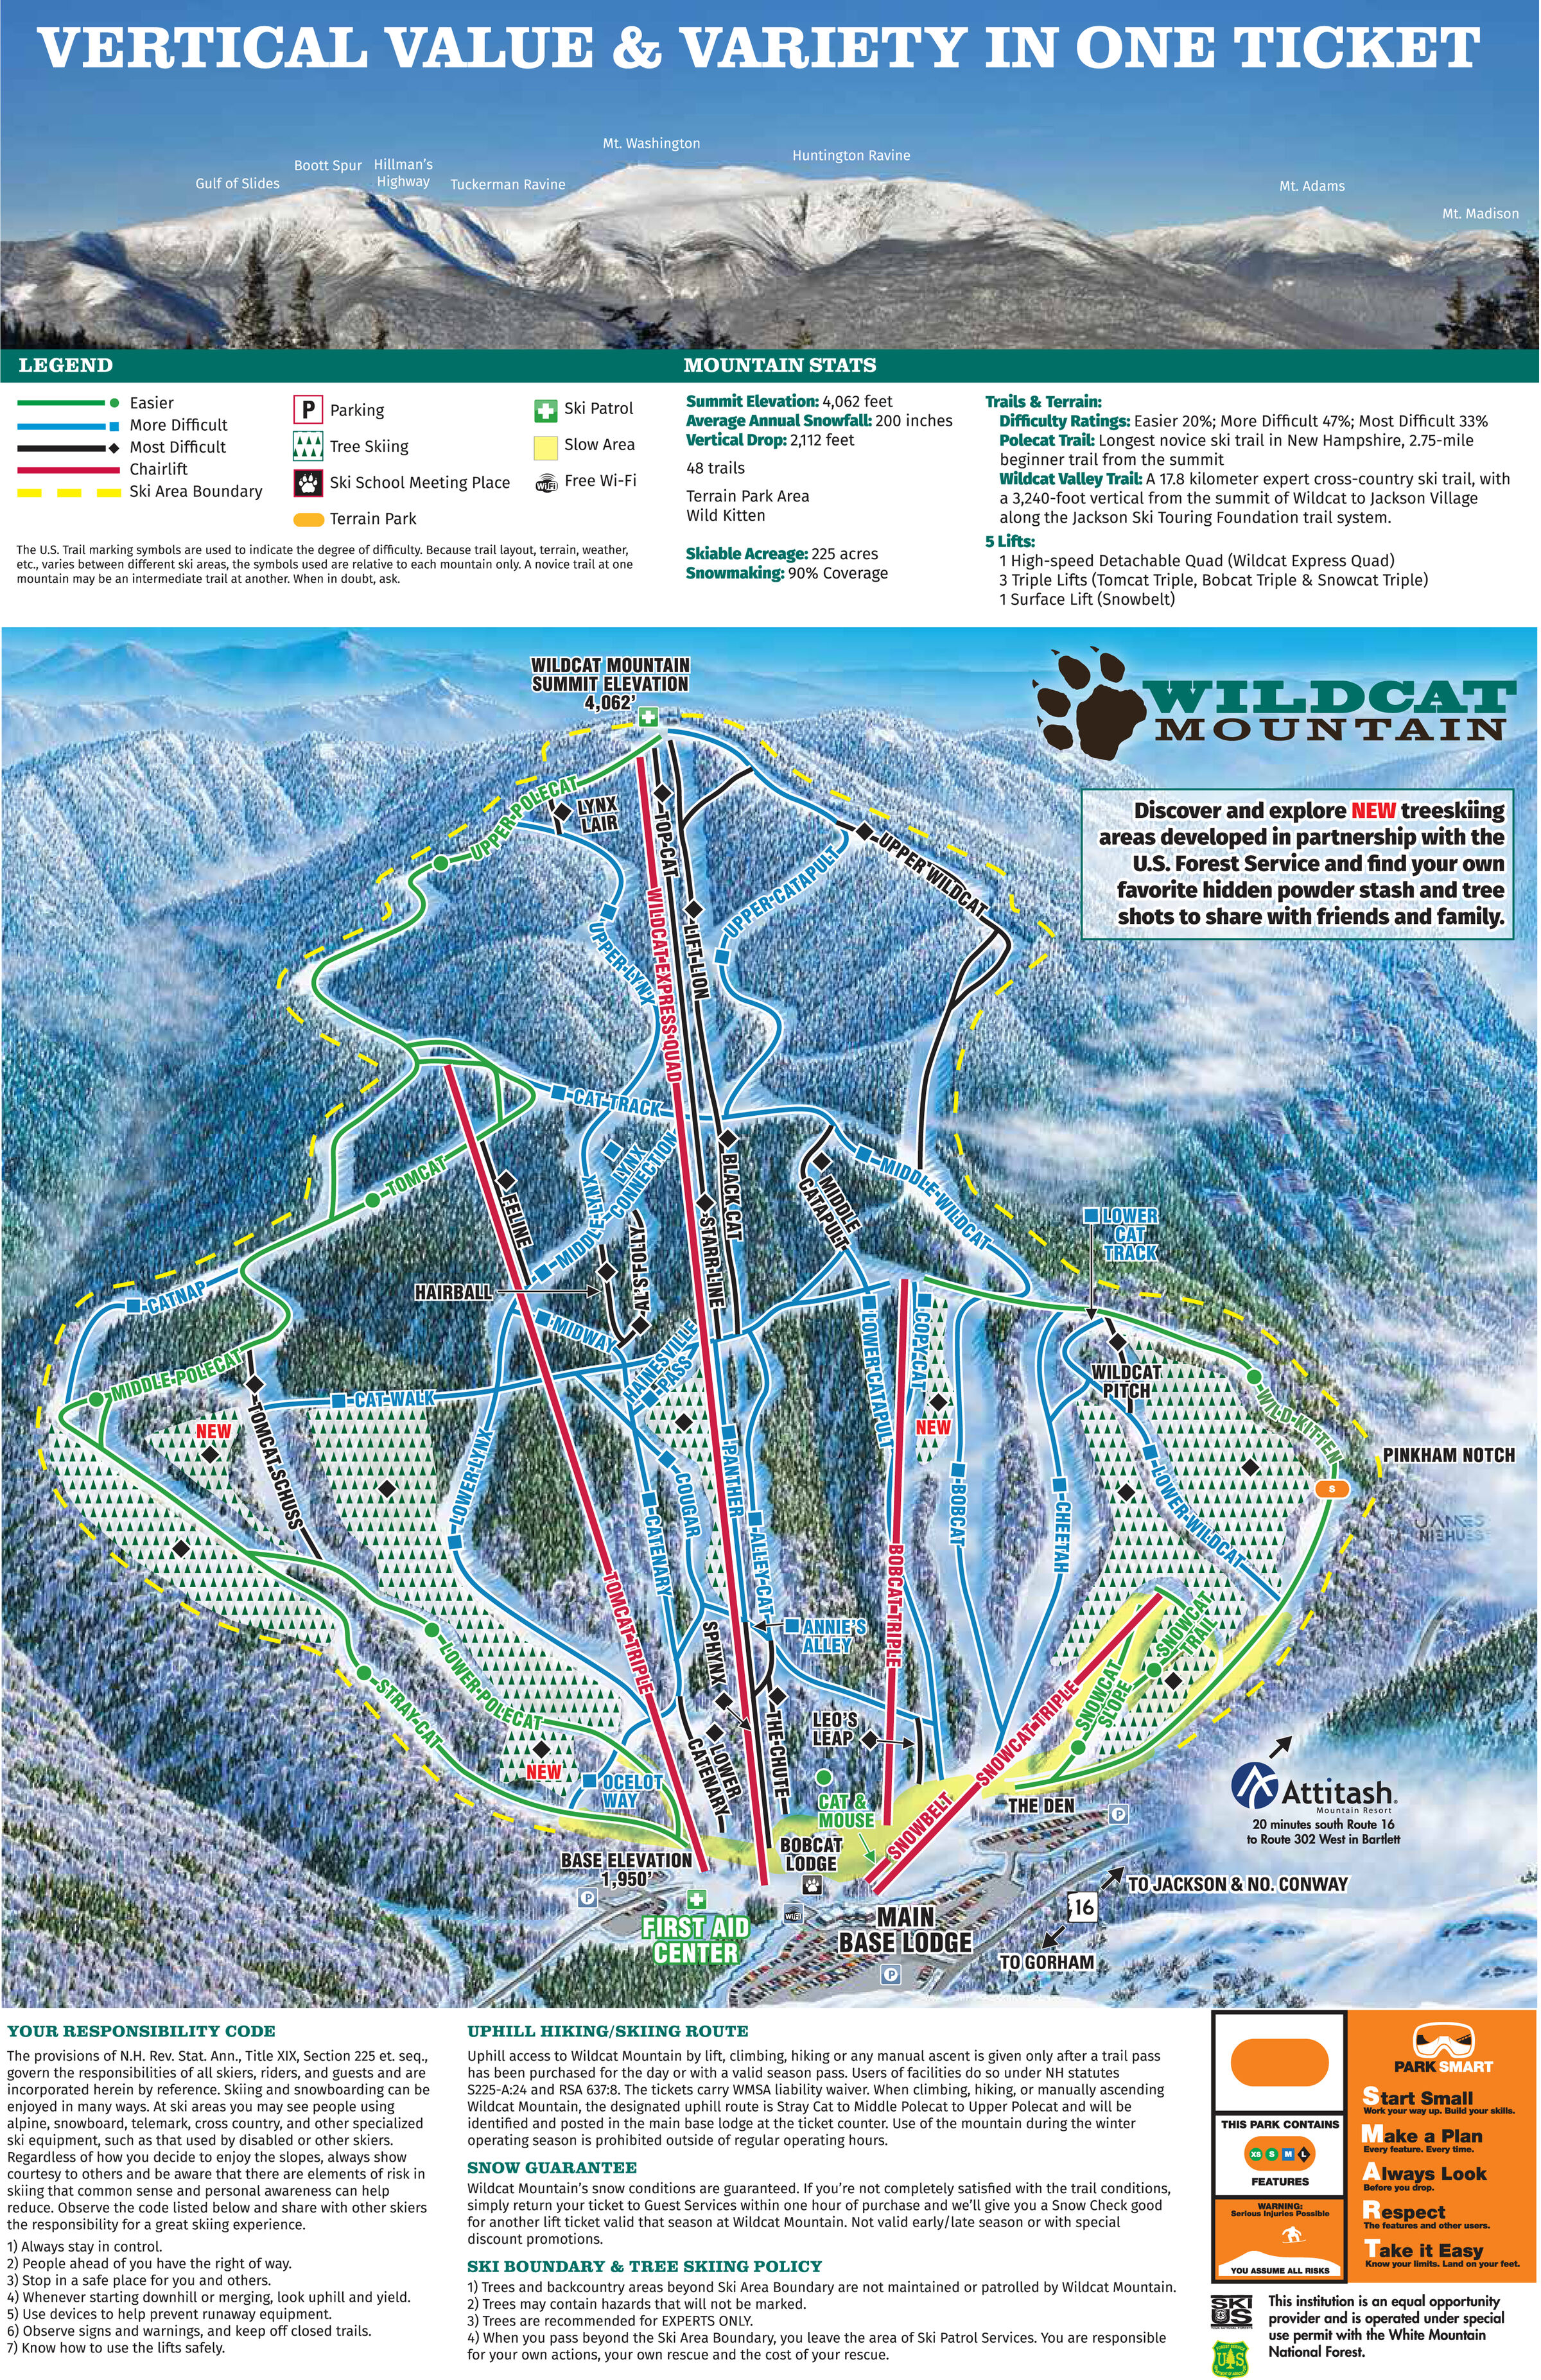 VERTICAL VALUE & VARIETY IN ONE TICKET
Mt. Washington
Huntington Ravine
Boott Spur
Hillman's
Highway
Gulf of Slides
Tuckerman Ravine
Mt. Adams
Mt. Madison
LEGEND
Easier
More Difficult
Most Difficult
Chairlift
Ski Area Boundary
P Parking
Tree Skiing
Ski School Meeting Place
Terrain Park
Ski Patrol
Slow Area
WiFi Free Wi-Fi
The U.S. Trail marking symbols are used to indicate the degree of difficulty. Because trail layout, terrain, weather,
etc., varies between different ski areas, the symbols used are relative to each mountain only. A novice trail at one
mountain may be an intermediate trail at another. When in doubt, ask.
MOUNTAIN STATS
Summit Elevation: 4,062 feet
Average Annual Snowfall: 200 inches
Vertical Drop: 2,112 feet
48 trails
Terrain Park Area
Wild Kitten
Skiable Acreage: 225 acres
Snowmaking: 90% Coverage
Trails & Terrain:
Difficulty Ratings: Easier 20%; More Difficult 47%; Most Difficult 33%
Polecat Trail: Longest novice ski trail in New Hampshire, 2.75-mile
beginner trail from the summit
Wildcat Valley Trail: A 17.8 kilometer expert cross-country ski trail, with
a 3,240-foot vertical from the summit of Wildcat to Jackson Village
along the Jackson Ski Touring Foundation trail system.
5 Lifts:
1 High-speed Detachable Quad (Wildcat Express Quad)
3 Triple Lifts (Tomcat Triple, Bobcat Triple & Snowcat Triple)
1 Surface Lift (Snowbelt)
WILDCAT MOUNTAIN
SUMMIT ELEVATION
4,062'
WILDCAT
MOUNTAIN
Discover and explore NEW treeskiing
areas developed in partnership with the
U.S. Forest Service and find your own
favorite hidden powder stash and tree
shots to share with friends and family.
UPPER POLECAT
LYNX
LAIR
TOP CAT
UPPER WILDCAT
UPPER CATAPULT
UPPER LYNX
WILDCAT EXPRESS QUAD
LIFT LION
CAT TRACK
LYNX
CONNECTION
BLACK CAT
MIDDLE
CATAPULT
MIDDLE WILDCAT
TOMCAT
FELINE
MIDDLE LYNX
ALI'S FOLLY
STARR LINE
LOWER
CAT
TRACK
CATNAP
HAIRBALL
MIDWAY
HAINESVILLE
PASS
LOWER CATAPULT
COPY CAT
MIDDLE POLECAT
CAT WALK
WILDCAT
PITCH
WILD KITTEN
NEW
NEW
TOMCAT SCHUSS
LOWER LYNX
PANTHER
COUGAR
CATENARY
ALLEY CAT
BOBCAT
CHEETAH
LOWER WILDCAT
PINKHAM NOTCH
S
JAMES
NIEHUES
TOMCAT TRIPLE
BOBCAT TRIPLE
ANNIE'S
ALLEY
SPHYNX
SNOWCAT
TRAIL
LOWER POLECAT
STRAY CAT
SNOWCAT
SLOPE
SNOWCAT TRIPLE
LEO'S
LEAP
THE CHUTE
LOWER
CATENARY
NEW
OCELOT
WAY
CAT &
MOUSE
SNOWBELT
THE DEN
P
BOBCAT
LODGE
BASE ELEVATION
1,950'
P
FIRST AID
CENTER
WiFi
MAIN
BASE LODGE
P
Attitash
Mountain Resort
20 minutes south Route 16
to Route 302 West in Bartlett
TO JACKSON & NO. CONWAY
16
TO GORHAM
YOUR RESPONSIBILITY CODE
The provisions of N.H. Rev. Stat. Ann., Title XIX, Section 225 et. seq.,
govern the responsibilities of all skiers, riders, and guests and are
incorporated herein by reference. Skiing and snowboarding can be
enjoyed in many ways. At ski areas you may see people using
alpine, snowboard, telemark, cross country, and other specialized
ski equipment, such as that used by disabled or other skiers.
Regardless of how you decide to enjoy the slopes, always show
courtesy to others and be aware that there are elements of risk in
skiing that common sense and personal awareness can help
reduce. Observe the code listed below and share with other skiers
the responsibility for a great skiing experience.
1) Always stay in control.
2) People ahead of you have the right of way.
3) Stop in a safe place for you and others.
4) Whenever starting downhill or merging, look uphill and yield.
5) Use devices to help prevent runaway equipment.
6) Observe signs and warnings, and keep off closed trails.
7) Know how to use the lifts safely.
UPHILL HIKING/SKIING ROUTE
Uphill access to Wildcat Mountain by lift, climbing, hiking or any manual ascent is given only after a trail pass
has been purchased for the day or with a valid season pass. Users of facilities do so under NH statutes
S225-A:24 and RSA 637:8. The tickets carry WMSA liability waiver. When climbing, hiking, or manually ascending
Wildcat Mountain, the designated uphill route is Stray Cat to Middle Polecat to Upper Polecat and will be
identified and posted in the main base lodge at the ticket counter. Use of the mountain during the winter
operating season is prohibited outside of regular operating hours.
SNOW GUARANTEE
Wildcat Mountain's snow conditions are guaranteed. If you're not completely satisfied with the trail conditions,
simply return your ticket to Guest Services within one hour of purchase and we'll give you a Snow Check good
for another lift ticket valid that season at Wildcat Mountain. Not valid early/late season or with special
discount promotions.
SKI BOUNDARY & TREE SKIING POLICY
1) Trees and backcountry areas beyond Ski Area Boundary are not maintained or patrolled by Wildcat Mountain.
2) Trees may contain hazards that will not be marked.
3) Trees are recommended for EXPERTS ONLY.
4) When you pass beyond the Ski Area Boundary, you leave the area of Ski Patrol Services. You are responsible
for your own actions, your own rescue and the cost of your rescue.
THIS PARK CONTAINS
XS S M L
FEATURES
WARNING:
Serious Injuries Possible
YOU ASSUME ALL RISKS
PARK SMART
Start Small
Work your way up. Build your skills.
Make a Plan
Every feature. Every time.
Always Look
Before you drop.
Respect
The features and other users.
Take it Easy
Know your limits. Land on your feet.
SKI
US
This institution is an equal opportunity
provider and is operated under special
use permit with the White Mountain
National Forest.
FOREST SERVICE
US